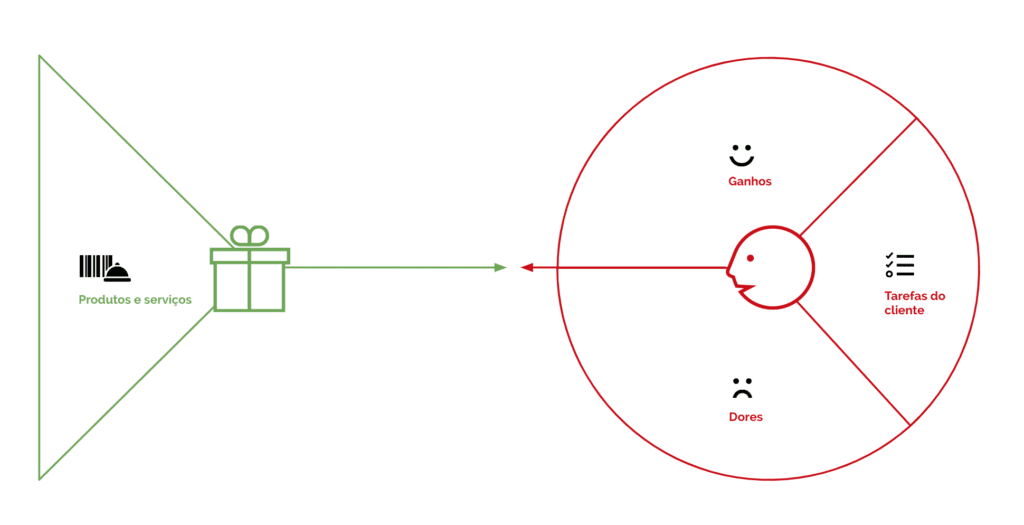 Ganhos
Produtos e serviços
Tarefas do
cliente
Dores